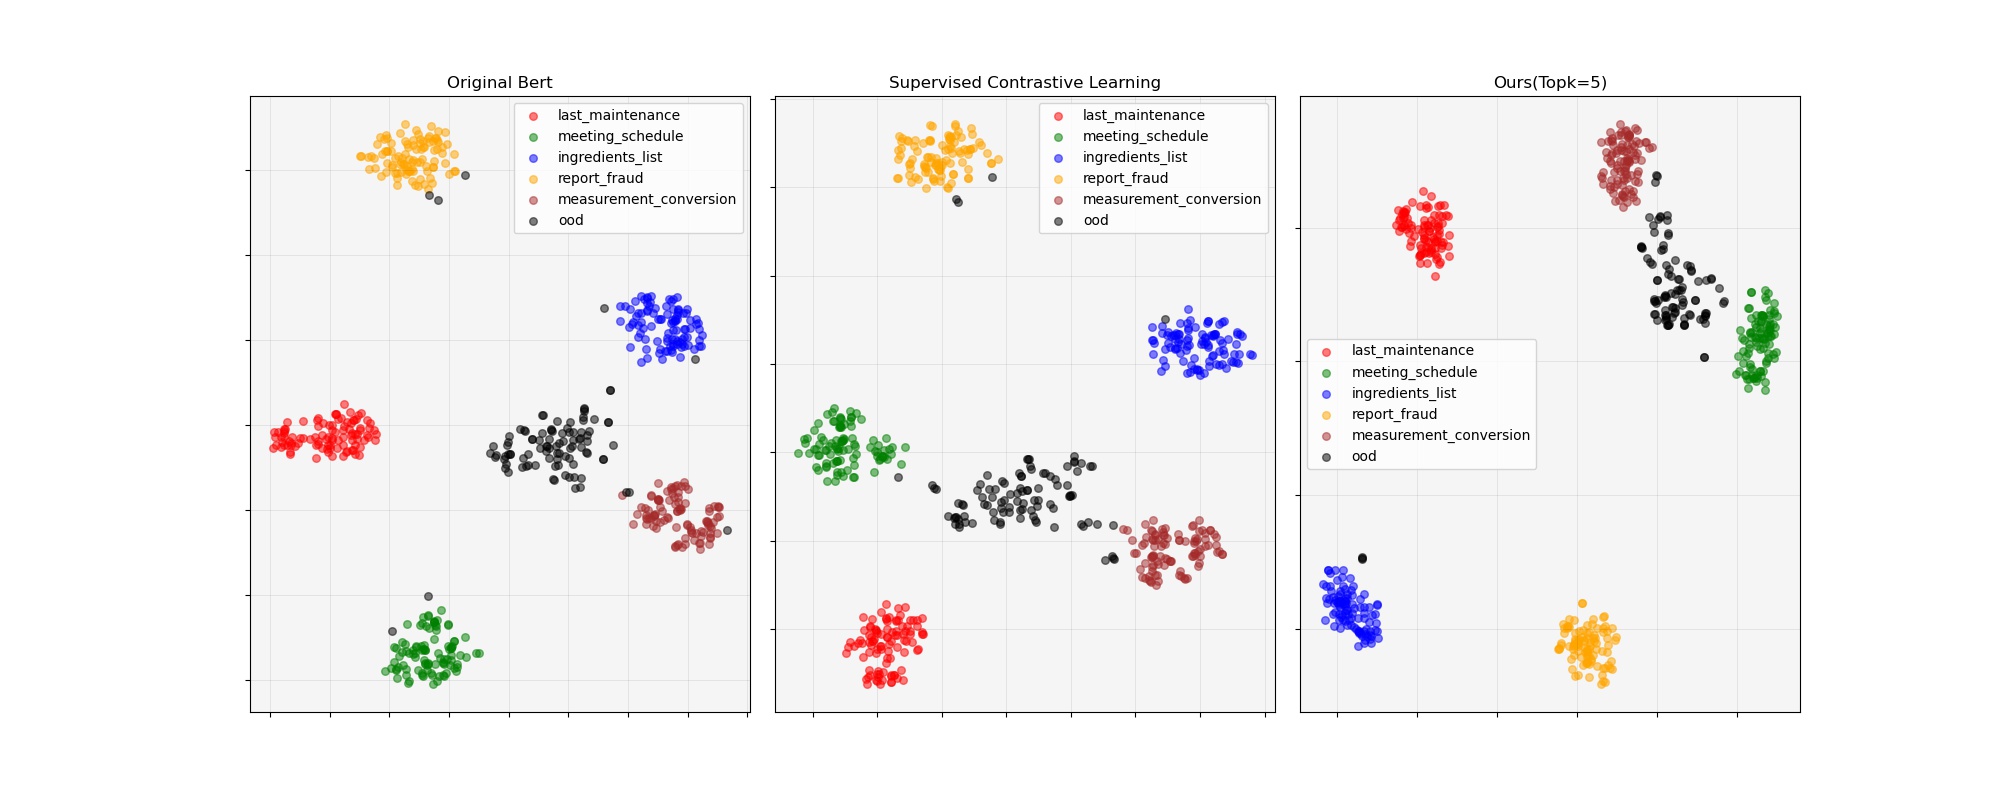 Original Bert
last_maintenance
meeting_schedule
ingredients_list
report_fraud
measurement_conversion
ood
Supervised Contrastive Learning
last_maintenance
meeting_schedule
ingredients_list
report_fraud
measurement_conversion
ood
Ours(Topk=5)
last_maintenance
meeting_schedule
ingredients_list
report_fraud
measurement_conversion
ood